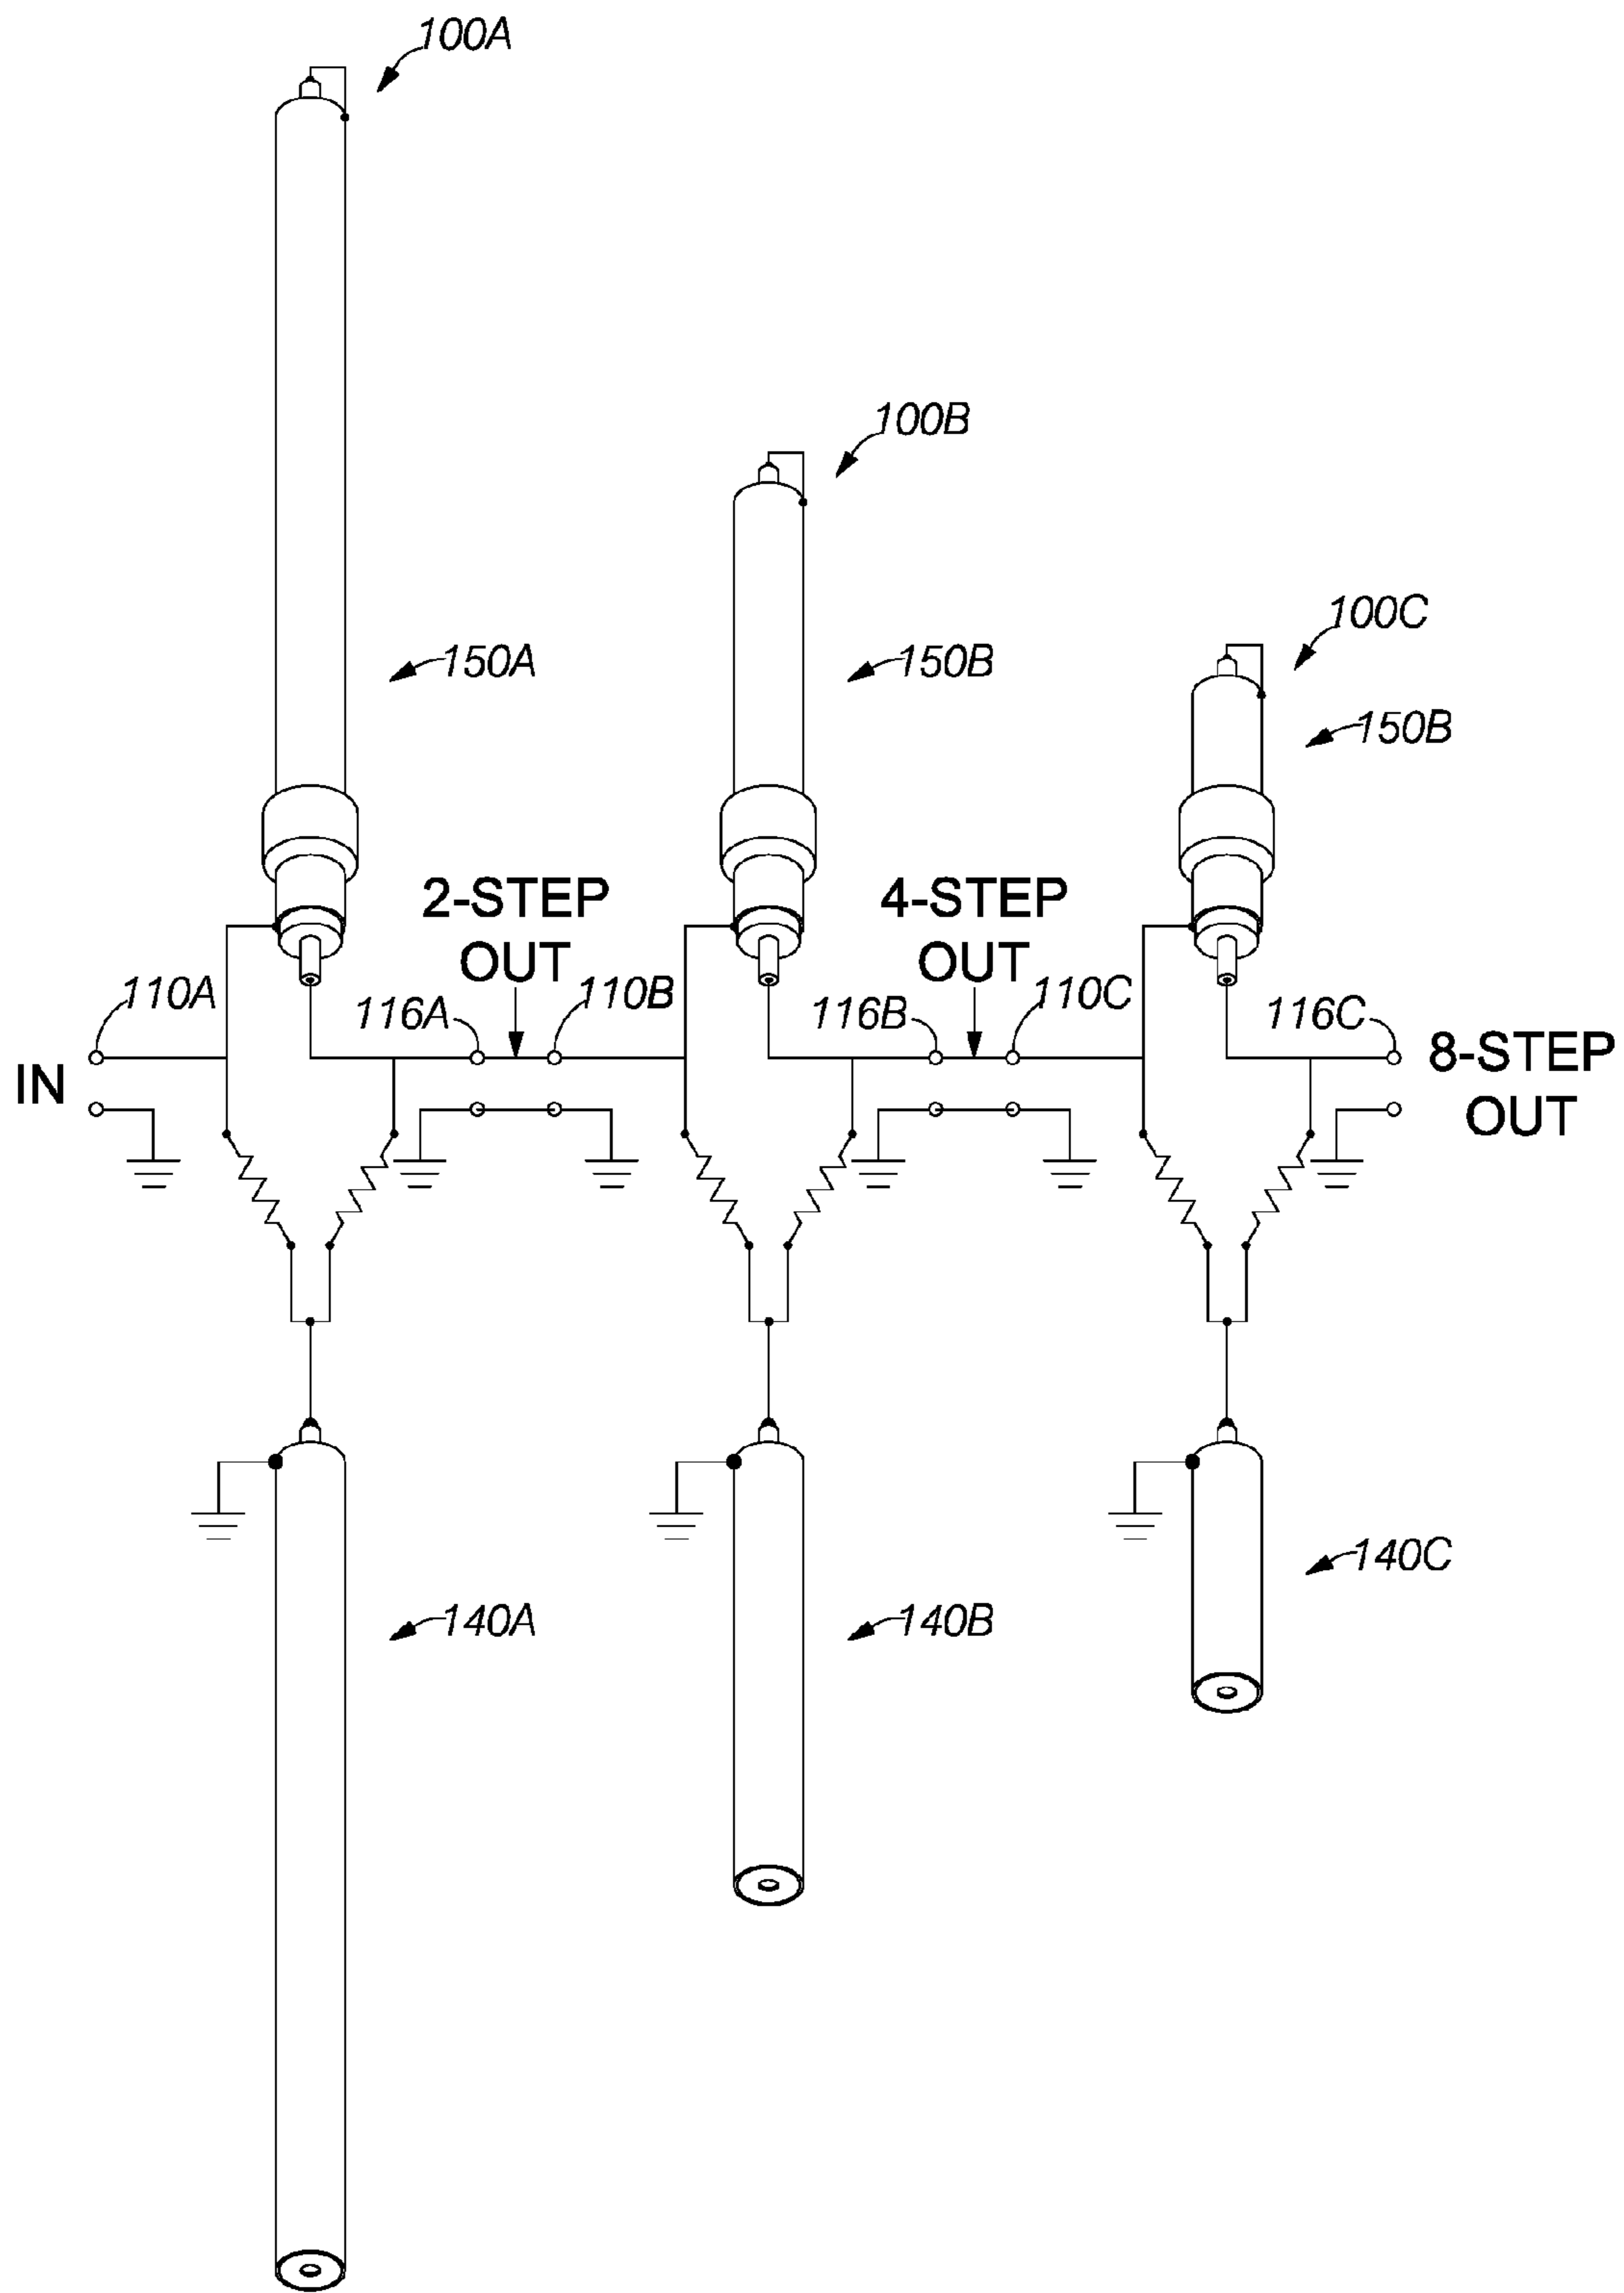 100A
100B
100C
150A
150B
150B
2-STEP
OUT
4-STEP
OUT
110A
116A
110B
116B
110C
116C
IN
8-STEP
OUT
140A
140B
140C